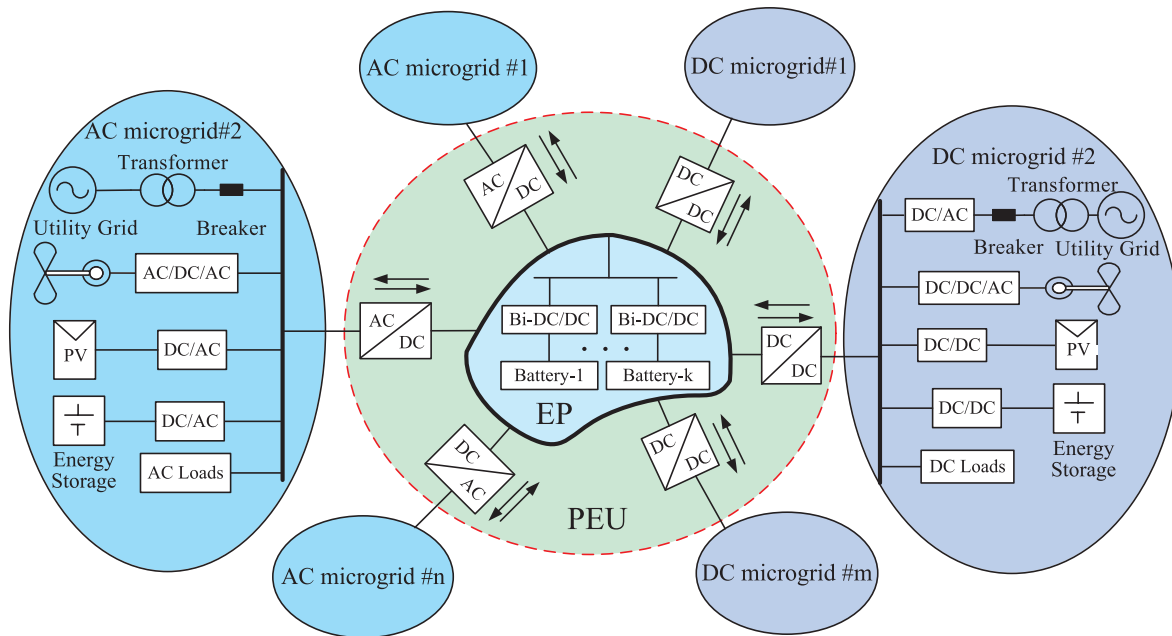 AC microgrid #1
DC microgrid#1
AC microgrid#2
Transformer
Utility Grid
Breaker
AC/DC/AC
PV
DC/AC
DC/AC
Energy
Storage
AC Loads
AC
DC
DC
DC
AC
DC
Bi-DC/DC
Bi-DC/DC
. . .
Battery-1
Battery-k
EP
DC
DC
DC
AC
DC
DC
PEU
DC microgrid #2
Transformer
DC/AC
Breaker
Utility Grid
DC/DC/AC
DC/DC
PV
DC/DC
Energy
Storage
DC Loads
AC microgrid #n
DC microgrid #m